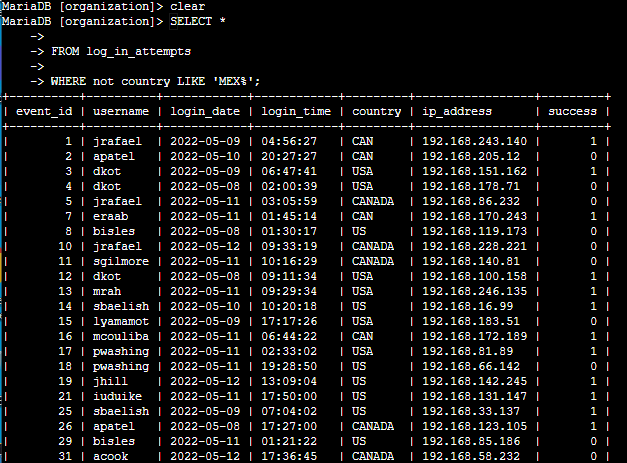 MariaDB [organization]> clear
MariaDB [organization]> SELECT *
    ->
    -> FROM log_in_attempts
    ->
    -> WHERE not country LIKE 'MEX%';
+----------+----------+------------+------------+---------+-----------------+---------+
| event_id | username | login_date | login_time | country | ip_address      | success |
+----------+----------+------------+------------+---------+-----------------+---------+
|        1 | jrafael  | 2022-05-09 | 04:56:27   | CAN     | 192.168.243.140 |       1 |
|        2 | apatel   | 2022-05-10 | 20:27:27   | CAN     | 192.168.205.12  |       0 |
|        3 | dkot     | 2022-05-09 | 06:47:41   | USA     | 192.168.151.162 |       1 |
|        4 | dkot     | 2022-05-08 | 02:00:39   | USA     | 192.168.178.71  |       0 |
|        5 | jrafael  | 2022-05-11 | 03:05:59   | CANADA  | 192.168.86.232  |       0 |
|        7 | eraab    | 2022-05-11 | 01:45:14   | CAN     | 192.168.170.243 |       1 |
|        8 | bisles   | 2022-05-08 | 01:30:17   | US      | 192.168.119.173 |       0 |
|       10 | jrafael  | 2022-05-12 | 09:33:19   | CANADA  | 192.168.228.221 |       0 |
|       11 | sgilmore | 2022-05-11 | 10:16:29   | CANADA  | 192.168.140.81  |       0 |
|       12 | dkot     | 2022-05-08 | 09:11:34   | USA     | 192.168.100.158 |       1 |
|       13 | mrah     | 2022-05-11 | 09:29:34   | USA     | 192.168.246.135 |       1 |
|       14 | sbaelish | 2022-05-10 | 10:20:18   | US      | 192.168.16.99   |       1 |
|       15 | lyamamot | 2022-05-09 | 17:17:26   | USA     | 192.168.183.51  |       0 |
|       16 | mcouliba | 2022-05-11 | 06:44:22   | CAN     | 192.168.172.189 |       1 |
|       17 | pwashing | 2022-05-11 | 02:33:02   | USA     | 192.168.81.89   |       1 |
|       18 | pwashing | 2022-05-11 | 19:28:50   | US      | 192.168.66.142  |       0 |
|       19 | jhill    | 2022-05-12 | 13:09:04   | US      | 192.168.142.245 |       1 |
|       21 | iuduike  | 2022-05-11 | 17:50:00   | US      | 192.168.131.147 |       1 |
|       25 | sbaelish | 2022-05-09 | 07:04:02   | US      | 192.168.33.137  |       1 |
|       26 | apatel   | 2022-05-08 | 17:27:00   | CANADA  | 192.168.123.105 |       1 |
|       29 | bisles   | 2022-05-11 | 01:21:22   | US      | 192.168.85.186  |       0 |
|       31 | acook    | 2022-05-12 | 17:36:45   | CANADA  | 192.168.58.232  |       0 |